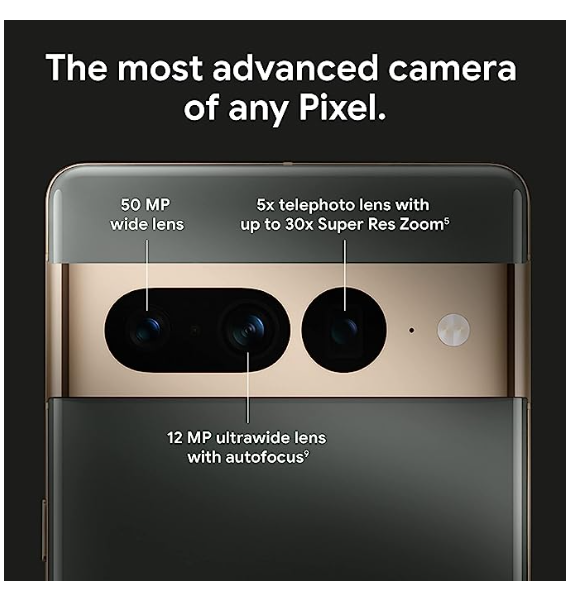 The most advanced camera
of any Pixel.
50 MP
wide lens
5x telephoto lens with
up to 30x Super Res Zoom⁵
12 MP ultrawide lens
with autofocus⁹